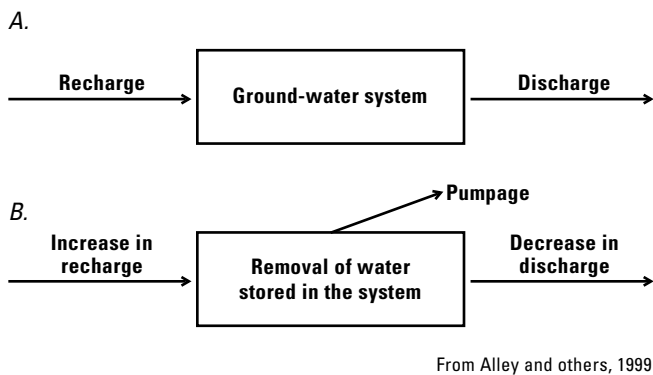 A.
Recharge
Ground-water system
Discharge
B.
Pumpage
Increase in
recharge
Removal of water
stored in the system
Decrease in
discharge
From Alley and others, 1999